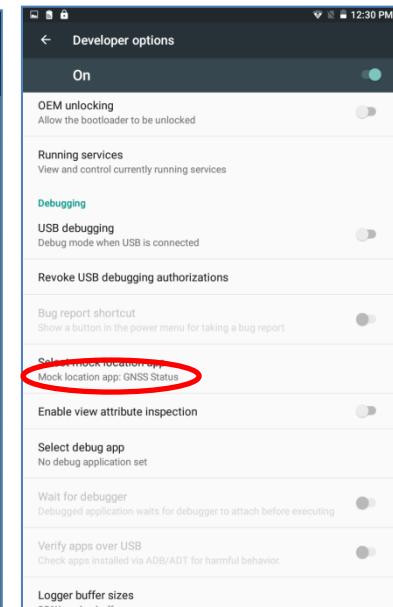 12:30 PM
Developer options
On
OEM unlocking
Allow the bootloader to be unlocked
Running services
View and control currently running services
Debugging
USB debugging
Debug mode when USB is connected
Revoke USB debugging authorizations
Bug report shortcut
Show a button in the power menu for taking a bug report
Select mock location app
Mock location app: GNSS Status
Enable view attribute inspection
Select debug app
No debug application set
Wait for debugger
Debugged application waits for debugger to attach before executing
Verify apps over USB
Check apps installed via ADB/ADT for harmful behavior.
Logger buffer sizes